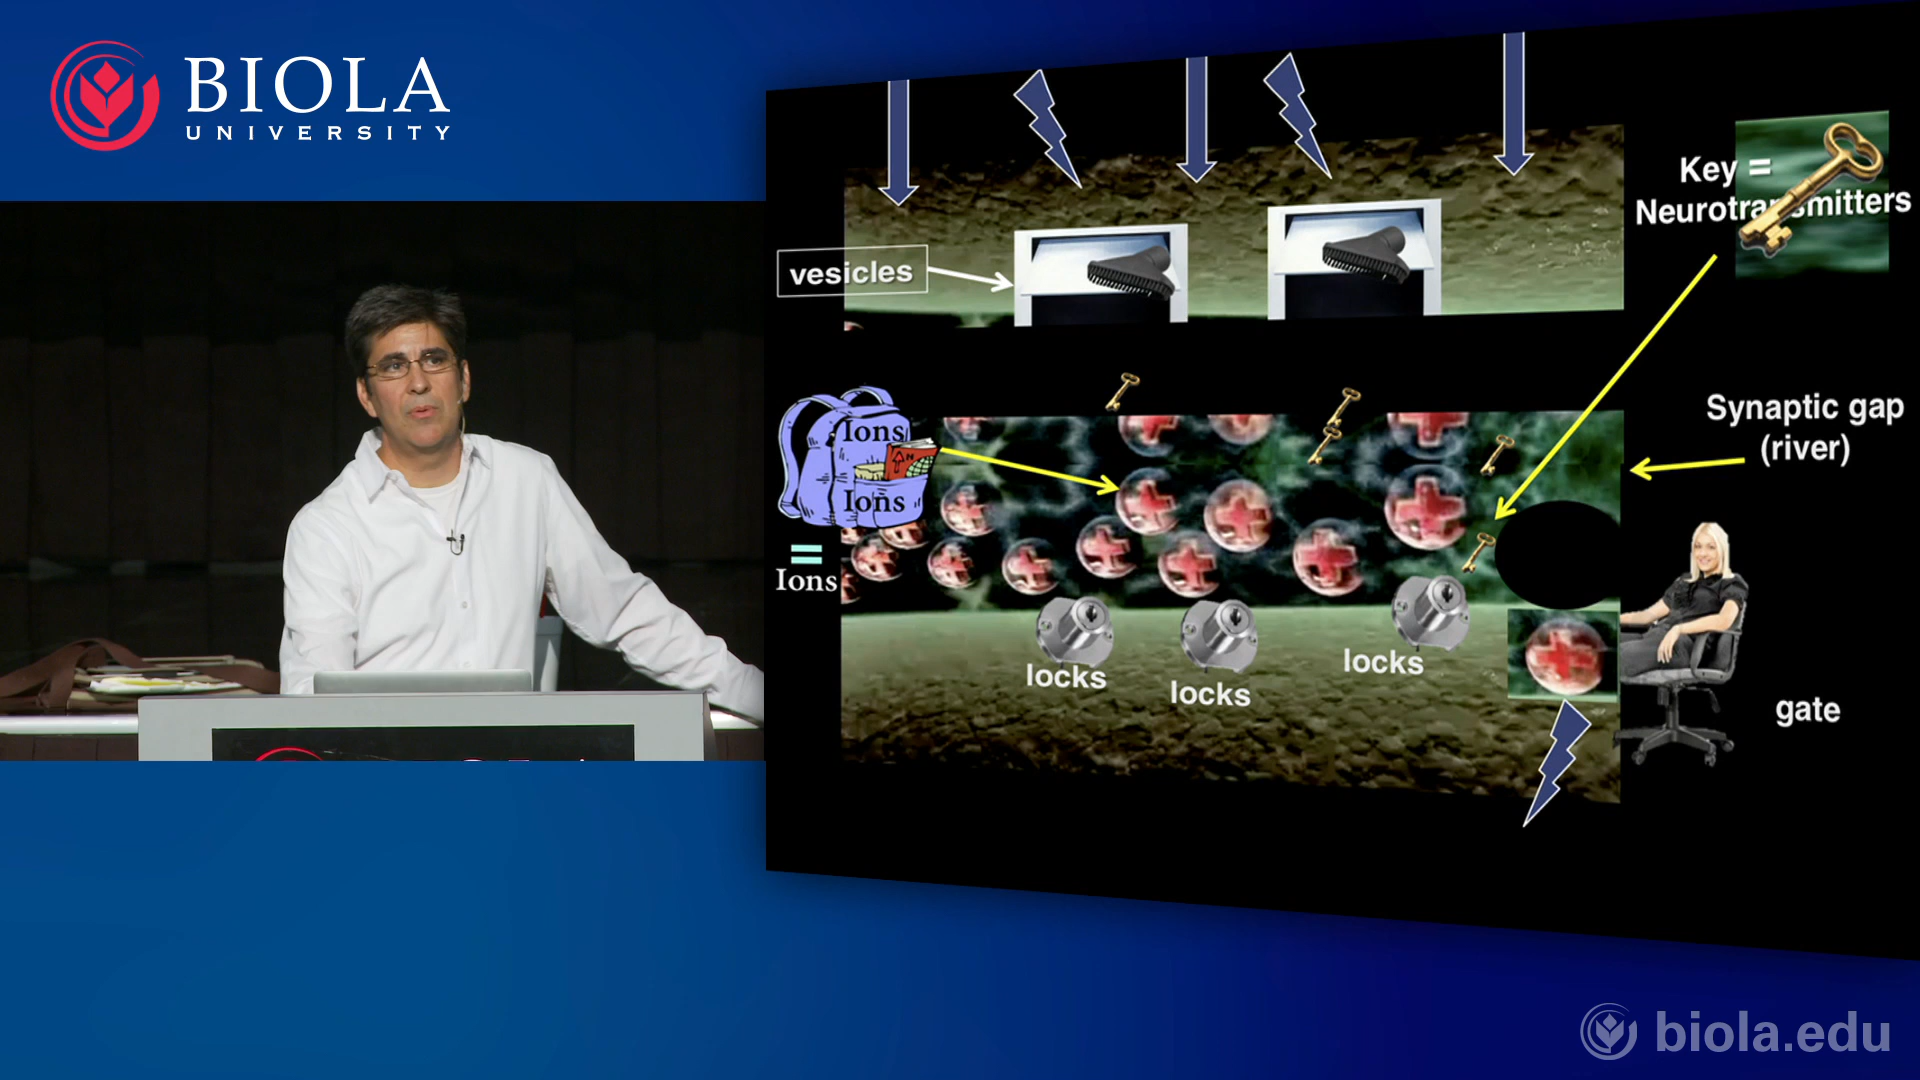 BIOLA
UNIVERSITY
Key =
Neurotransmitters
vesicles
Ions
Ions
=
Ions
Synaptic gap
(river)
locks
locks
locks
gate
biola.edu